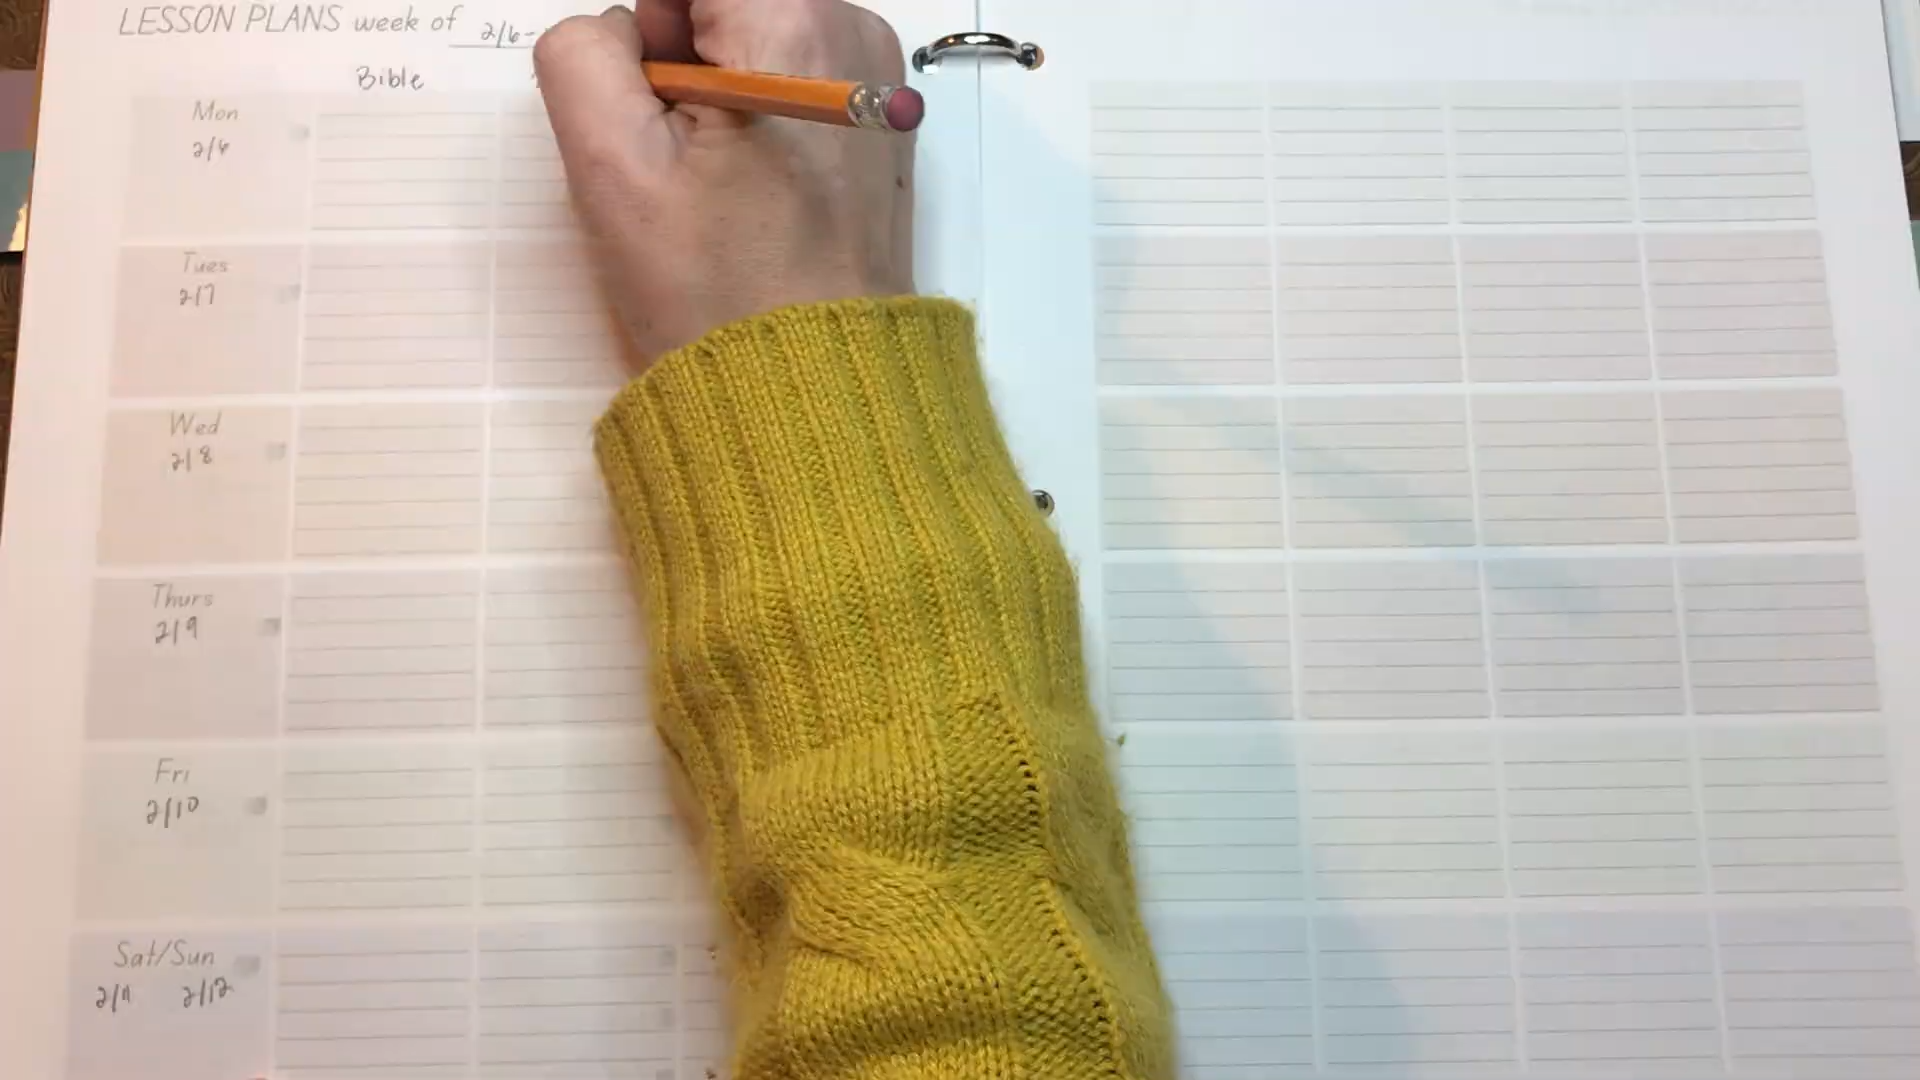 LESSON PLANS week of 2/6-
Bible
Mon
2/6
Tues
2/7
Wed
2/8
Thurs
2/9
Fri
2/10
Sat/Sun
2/11 2/12